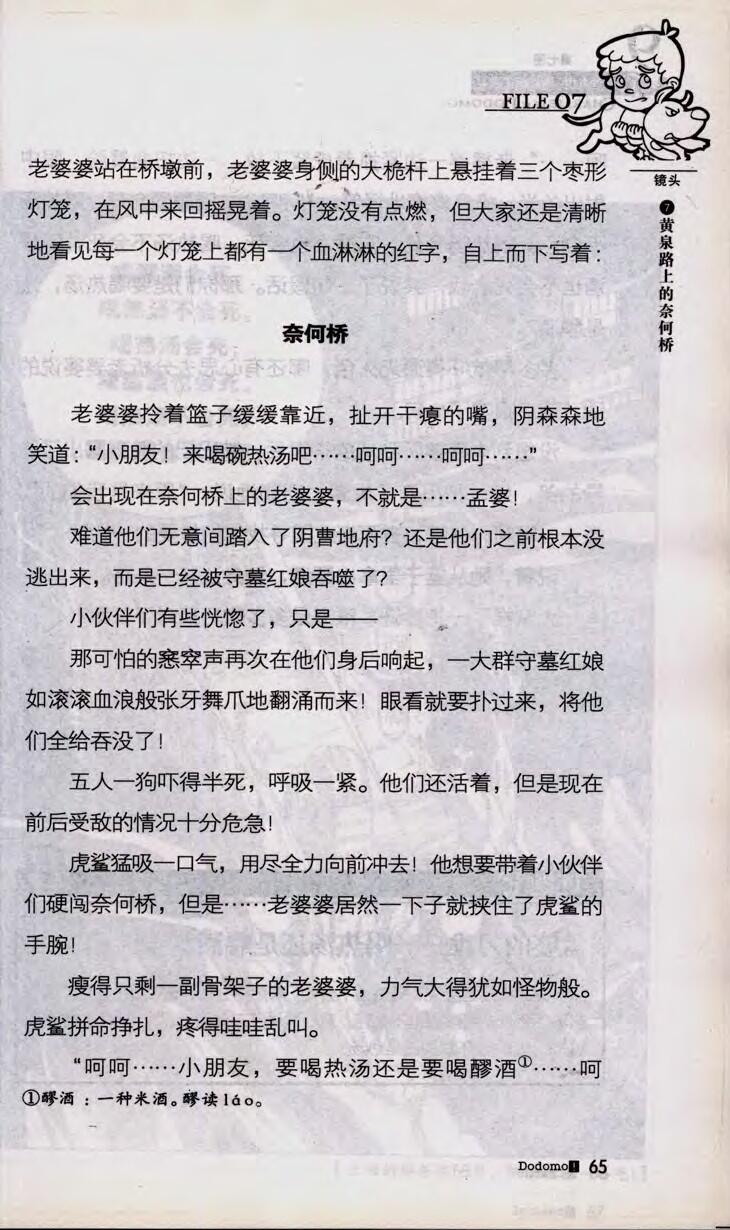 FILE 07
镜头
❼黄泉路上的奈何桥
老婆婆站在桥墩前，老婆婆身侧的大桅杆上悬挂着三个枣形
灯笼，在风中来回摇晃着。灯笼没有点燃，但大家还是清晰
地看见每一个灯笼上都有一个血淋淋的红字，自上而下写着：
奈何桥
老婆婆拎着篮子缓缓靠近，扯开干瘪的嘴，阴森森地
笑道：“小朋友！来喝碗热汤吧……呵呵……呵呵……”
会出现在奈何桥上的老婆婆，不就是……孟婆！
难道他们无意间踏入了阴曹地府？还是他们之前根本没
逃出来，而是已经被守墓红娘吞噬了？
小伙伴们有些恍惚了，只是——
那可怕的窸窣声再次在他们身后响起，一大群守墓红娘
如滚滚血浪般张牙舞爪地翻涌而来！眼看就要扑过来，将他
们全给吞没了！
五人一狗吓得半死，呼吸一紧。他们还活着，但是现在
前后受敌的情况十分危急！
虎鲨猛吸一口气，用尽全力向前冲去！他想要带着小伙伴
们硬闯奈何桥，但是……老婆婆居然一下子就挟住了虎鲨的
手腕！
瘦得只剩一副骨架子的老婆婆，力气大得犹如怪物般。
虎鲨拼命挣扎，疼得哇哇乱叫。
“呵呵……小朋友，要喝热汤还是要喝醪酒①……呵
①醪酒：一种米酒。醪读láo。
Dodomo! 65